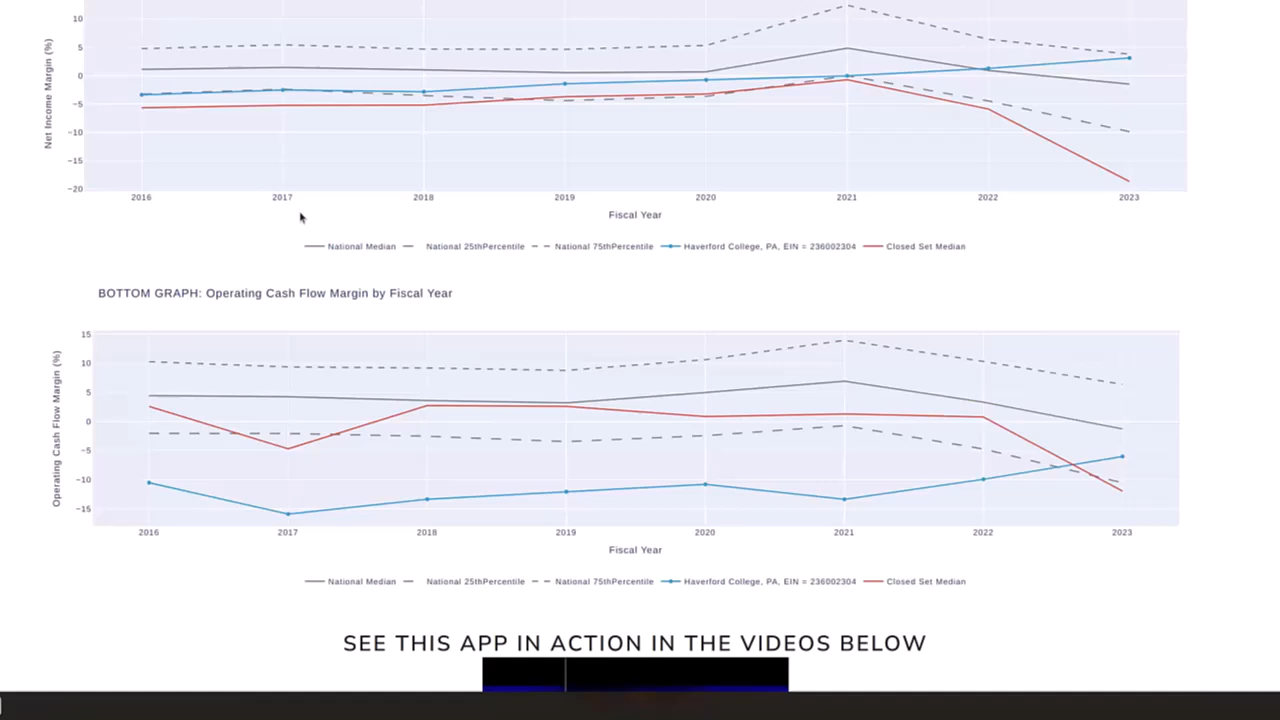 10
5
0
−5
−10
−15
−20
Net Income Margin (%)
2016 2017 2018 2019 2020 2021 2022 2023
Fiscal Year
National Median National 25thPercentile National 75thPercentile Haverford College, PA, EIN = 236002304 Closed Set Median
BOTTOM GRAPH: Operating Cash Flow Margin by Fiscal Year
15
10
5
0
−5
−10
−15
Operating Cash Flow Margin (%)
2016 2017 2018 2019 2020 2021 2022 2023
Fiscal Year
National Median National 25thPercentile National 75thPercentile Haverford College, PA, EIN = 236002304 Closed Set Median
SEE THIS APP IN ACTION IN THE VIDEOS BELOW